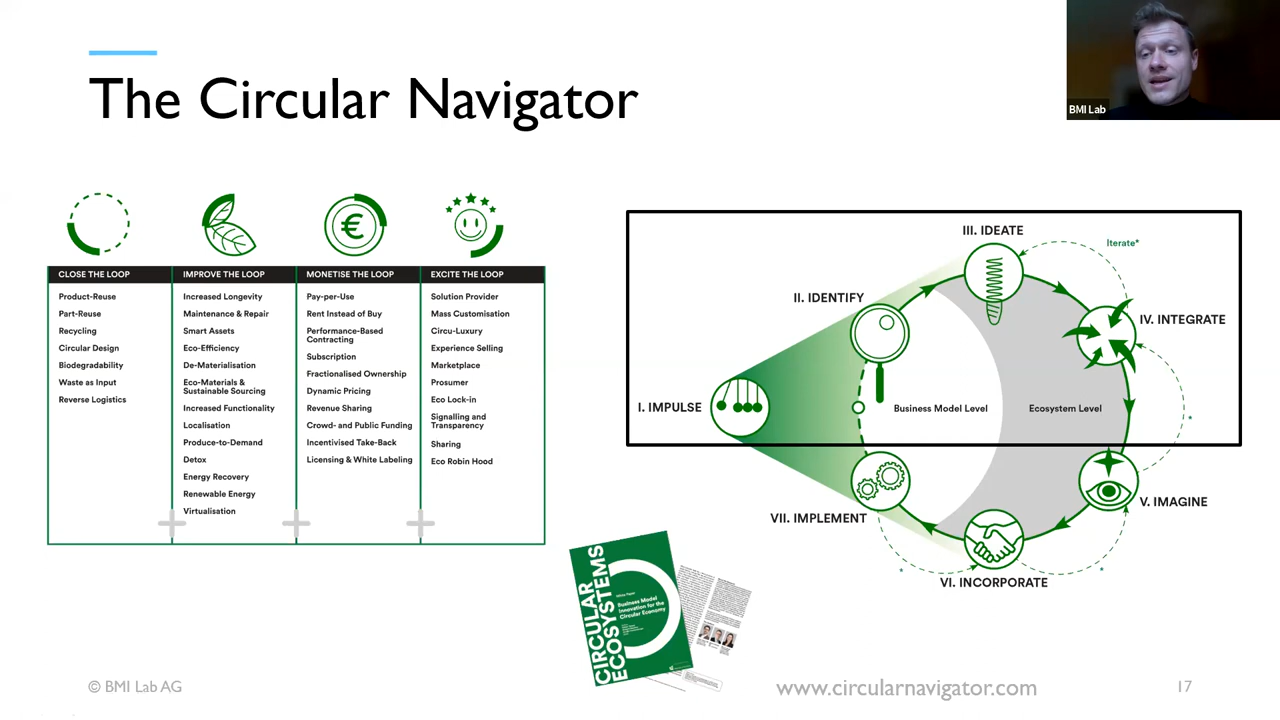 The Circular Navigator
BMI Lab
CLOSE THE LOOP
Product-Reuse
Part-Reuse
Recycling
Circular Design
Biodegradability
Waste as Input
Reverse Logistics
IMPROVE THE LOOP
Increased Longevity
Maintenance & Repair
Smart Assets
Eco-Efficiency
De-Materialisation
Eco-Materials &
Sustainable Sourcing
Increased Functionality
Localisation
Produce-to-Demand
Detox
Energy Recovery
Renewable Energy
Virtualisation
MONETISE THE LOOP
Pay-per-Use
Rent Instead of Buy
Performance-Based
Contracting
Subscription
Fractionalised Ownership
Dynamic Pricing
Revenue Sharing
Crowd- and Public Funding
Incentivised Take-Back
Licensing & White Labeling
EXCITE THE LOOP
Solution Provider
Mass Customisation
Circu-Luxury
Experience Selling
Marketplace
Prosumer
Eco Lock-in
Signalling and
Transparency
Sharing
Eco Robin Hood
I. IMPULSE
II. IDENTIFY
III. IDEATE
Iterate*
IV. INTEGRATE
*
Business Model Level
Ecosystem Level
V. IMAGINE
*
VI. INCORPORATE
*
VII. IMPLEMENT
CIRCULAR
ECOSYSTEMS
White Paper
Business Model
Innovation for the
Circular Economy
© BMI Lab AG
www.circularnavigator.com
17